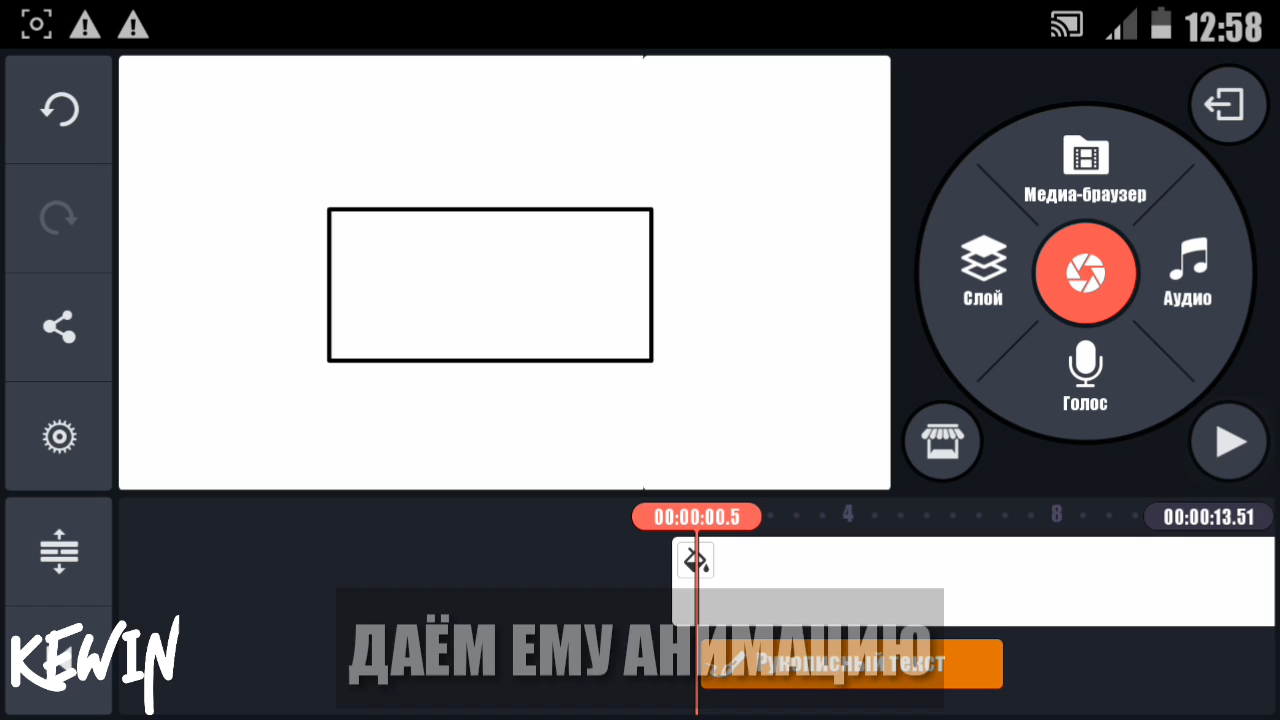 12:58
Медиа-браузер
Слой
Аудио
Голос
00:00:00.5
4
8
00:00:13.51
ДАЁМ ЕМУ АНИМАЦИЮ
Рукописный текст
KEWIN